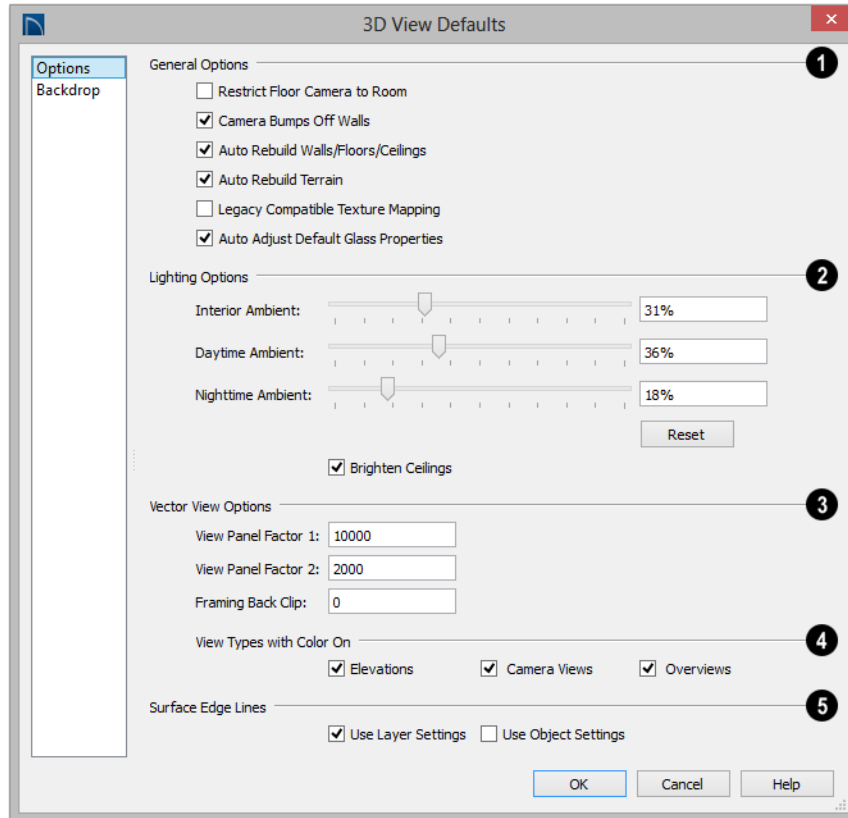 3D View Defaults
Options
Backdrop
General Options
1
Restrict Floor Camera to Room
Camera Bumps Off Walls
Auto Rebuild Walls/Floors/Ceilings
Auto Rebuild Terrain
Legacy Compatible Texture Mapping
Auto Adjust Default Glass Properties
Lighting Options
2
Interior Ambient: 31%
Daytime Ambient: 36%
Nighttime Ambient: 18%
Reset
Brighten Ceilings
Vector View Options
3
View Panel Factor 1: 10000
View Panel Factor 2: 2000
Framing Back Clip: 0
View Types with Color On
4
Elevations Camera Views Overviews
Surface Edge Lines
5
Use Layer Settings Use Object Settings
OK Cancel Help